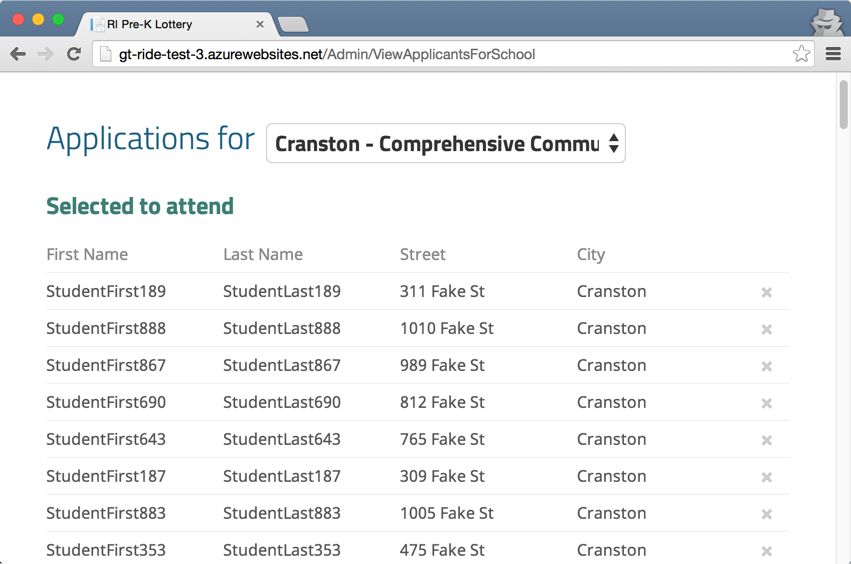 RI Pre-K Lottery
gt-ride-test-3.azurewebsites.net/Admin/ViewApplicantsForSchool
Applications for Cranston - Comprehensive Commu
Selected to attend
First Name Last Name Street City
StudentFirst189 StudentLast189 311 Fake St Cranston
StudentFirst888 StudentLast888 1010 Fake St Cranston
StudentFirst867 StudentLast867 989 Fake St Cranston
StudentFirst690 StudentLast690 812 Fake St Cranston
StudentFirst643 StudentLast643 765 Fake St Cranston
StudentFirst187 StudentLast187 309 Fake St Cranston
StudentFirst883 StudentLast883 1005 Fake St Cranston
StudentFirst353 StudentLast353 475 Fake St Cranston